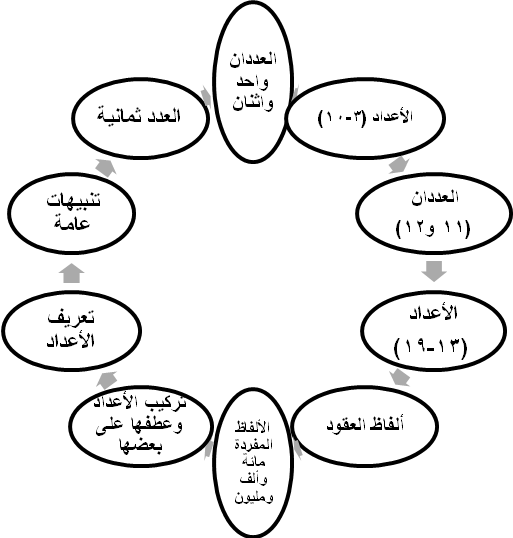 العددان
واحد
واثنان
الأعداد (٣-١٠)
العددان
(١١ و١٢)
الأعداد
(١٣-١٩)
ألفاظ العقود
الألفاظ
المفردة
مائة
وألف
ومليون
تركيب الأعداد
وعطفها على
بعضها
تعريف
الأعداد
تنبيهات
عامة
العدد ثمانية